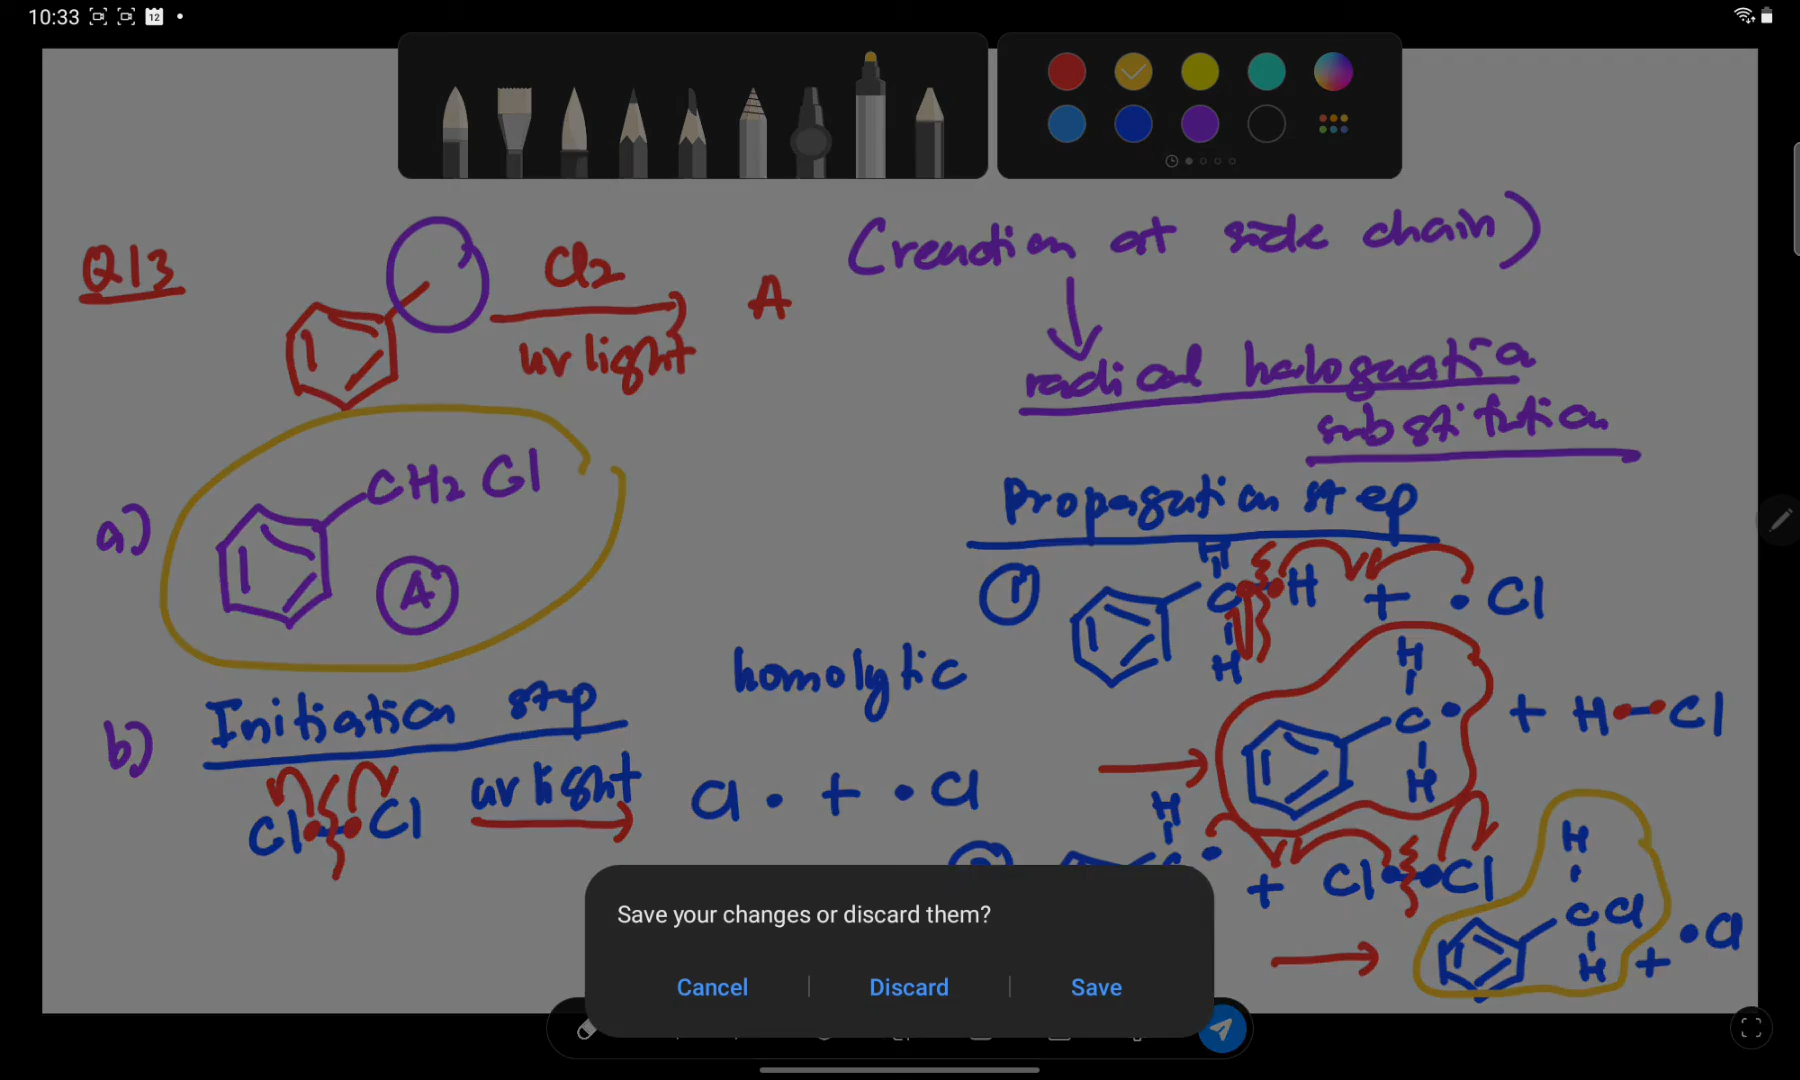 10:33
12
Q13
Cl2
uv light
A
(reaction at side chain)
radical halogenation
substitution
a)
CH2 Cl
A
Propagation step
1
H
C H + • Cl
H
b) Initiation step
homolytic
H
C • + H Cl
H
Cl Cl
uv light
Cl • + • Cl
H
C •
+ Cl Cl
H
C Cl
H
+ • Cl
Save your changes or discard them?
Cancel | Discard | Save